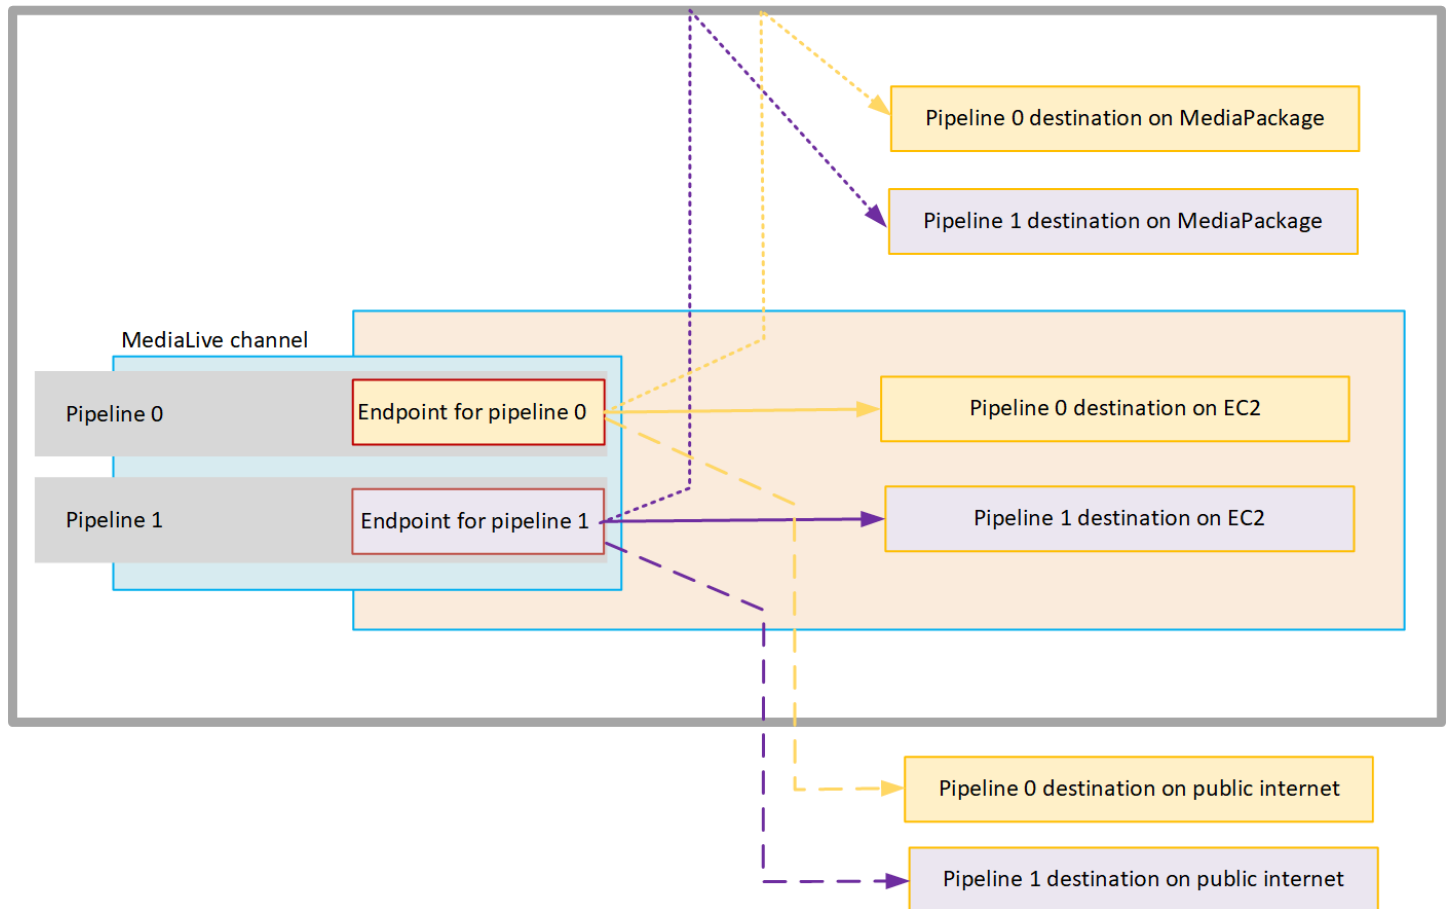 Pipeline 0 destination on MediaPackage
Pipeline 1 destination on MediaPackage
MediaLive channel
Pipeline 0
Endpoint for pipeline 0
Pipeline 0 destination on EC2
Pipeline 1
Endpoint for pipeline 1
Pipeline 1 destination on EC2
Pipeline 0 destination on public internet
Pipeline 1 destination on public internet